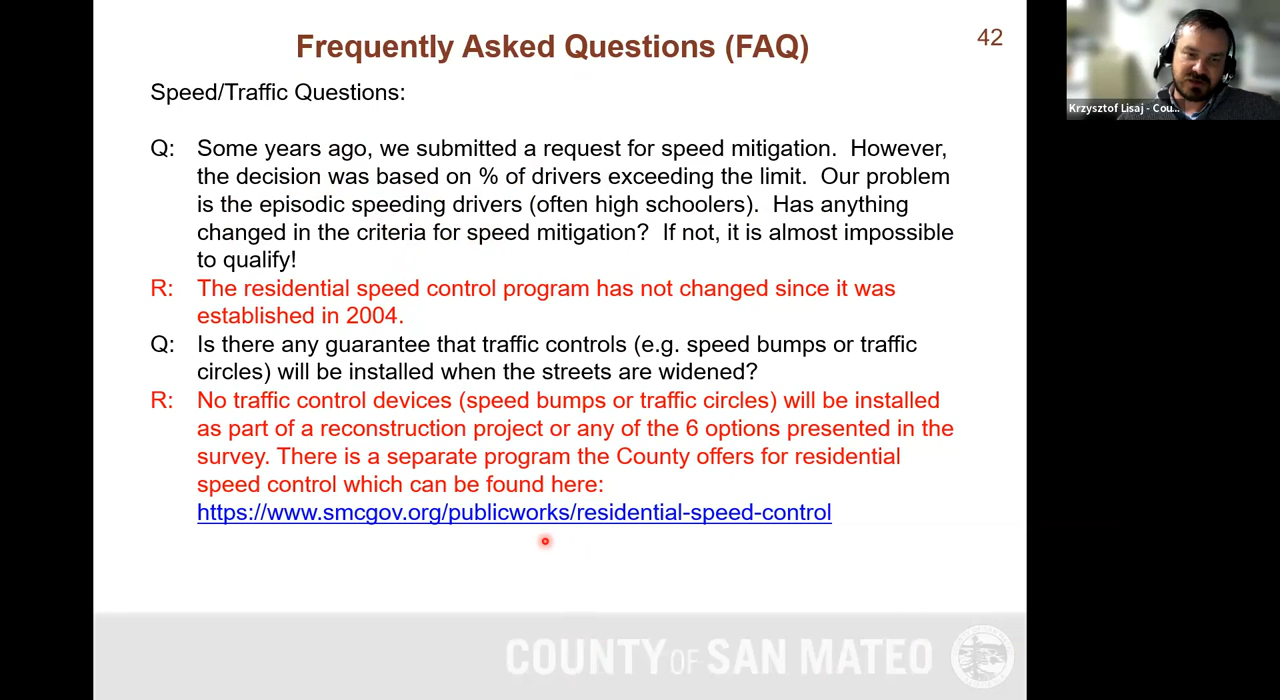 Frequently Asked Questions (FAQ)
42
Krzysztof Lisaj - Cou...
Speed/Traffic Questions:
Q: Some years ago, we submitted a request for speed mitigation. However,
the decision was based on % of drivers exceeding the limit. Our problem
is the episodic speeding drivers (often high schoolers). Has anything
changed in the criteria for speed mitigation? If not, it is almost impossible
to qualify!
R: The residential speed control program has not changed since it was
established in 2004.
Q: Is there any guarantee that traffic controls (e.g. speed bumps or traffic
circles) will be installed when the streets are widened?
R: No traffic control devices (speed bumps or traffic circles) will be installed
as part of a reconstruction project or any of the 6 options presented in the
survey. There is a separate program the County offers for residential
speed control which can be found here:
https://www.smcgov.org/publicworks/residential-speed-control
COUNTY OF SAN MATEO